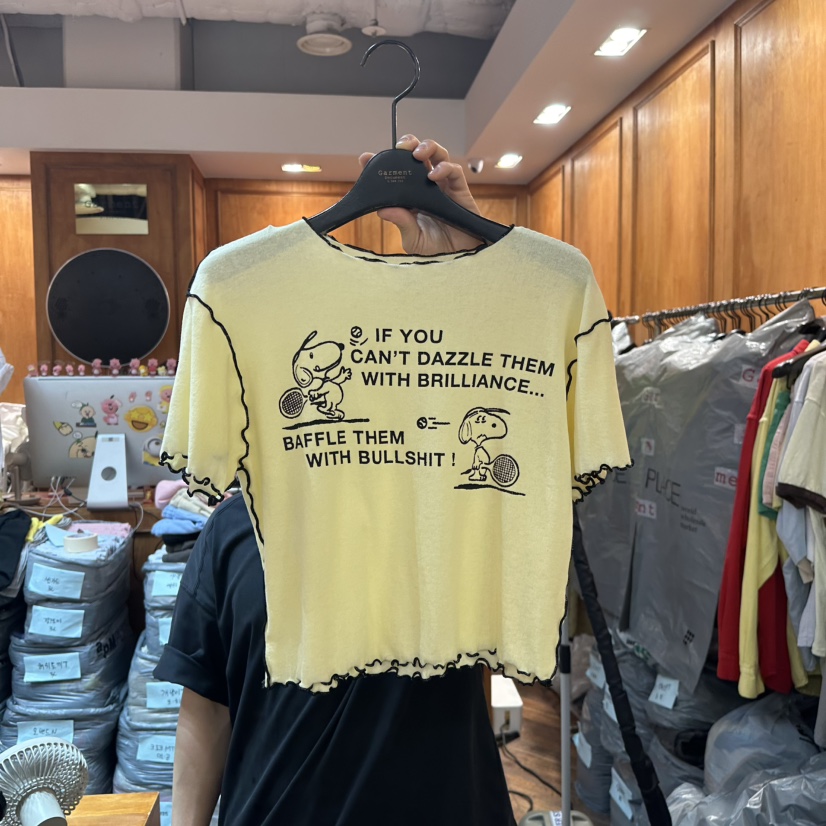 Garment
IF YOU
CAN'T DAZZLE THEM
WITH BRILLIANCE...
BAFFLE THEM
WITH BULLSHIT !